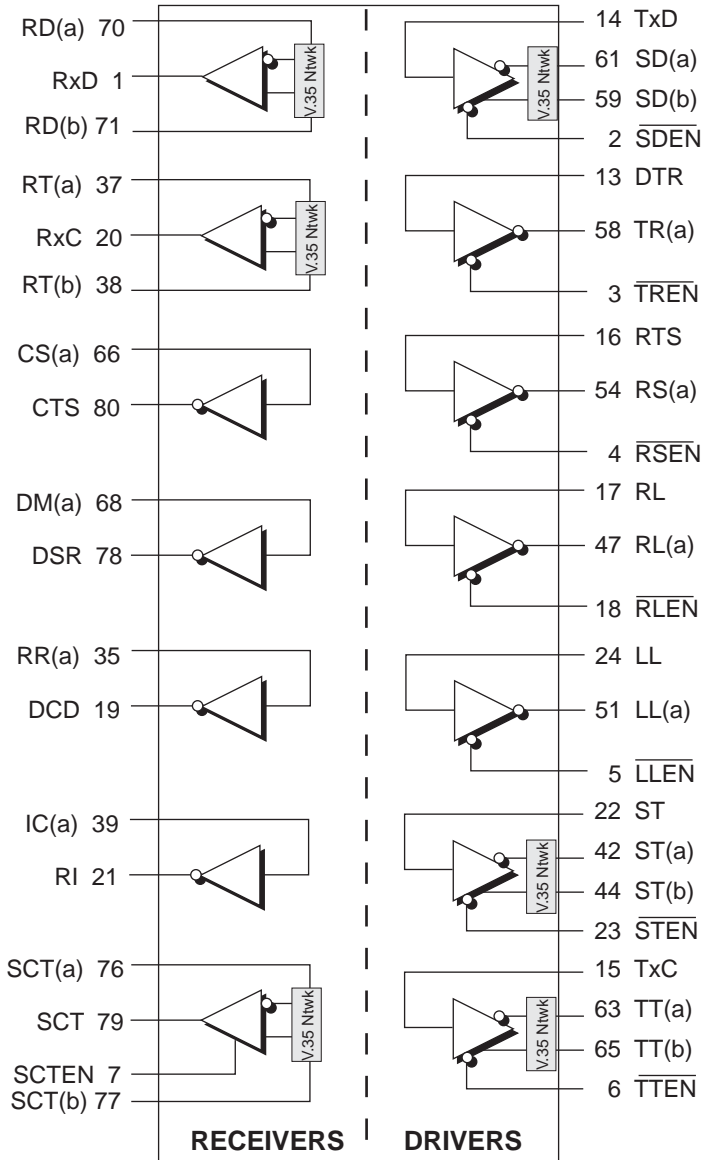 RD(a) 70
RxD 1
RD(b) 71
V.35 Ntwk
RT(a) 37
RxC 20
RT(b) 38
V.35 Ntwk
CS(a) 66
CTS 80
DM(a) 68
DSR 78
RR(a) 35
DCD 19
IC(a) 39
RI 21
SCT(a) 76
SCT 79
SCTEN 7
SCT(b) 77
V.35 Ntwk
RECEIVERS
14 TxD
61 SD(a)
59 SD(b)
2 SDEN
V.35 Ntwk
13 DTR
58 TR(a)
3 TREN
16 RTS
54 RS(a)
4 RSEN
17 RL
47 RL(a)
18 RLEN
24 LL
51 LL(a)
5 LLEN
22 ST
42 ST(a)
44 ST(b)
23 STEN
V.35 Ntwk
15 TxC
63 TT(a)
65 TT(b)
6 TTEN
V.35 Ntwk
DRIVERS